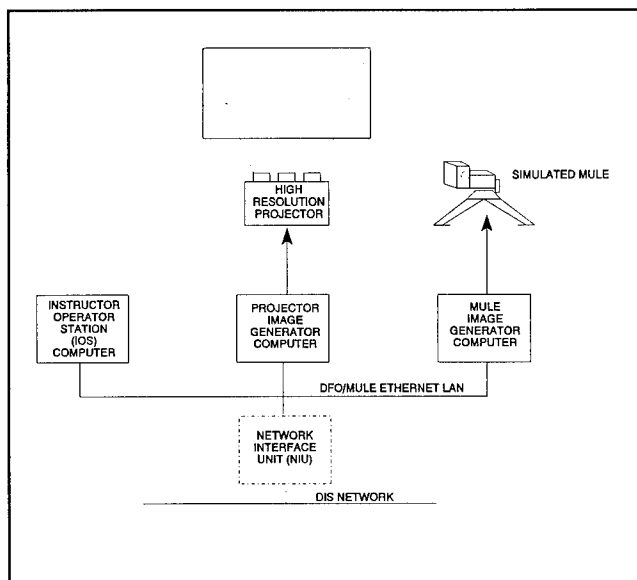 HIGH
RESOLUTION
PROJECTOR
SIMULATED MULE
INSTRUCTOR
OPERATOR
STATION
(IOS)
COMPUTER
PROJECTOR
IMAGE
GENERATOR
COMPUTER
MULE
IMAGE
GENERATOR
COMPUTER
DFO/MULE ETHERNET LAN
NETWORK
INTERFACE
UNIT (NIU)
DIS NETWORK